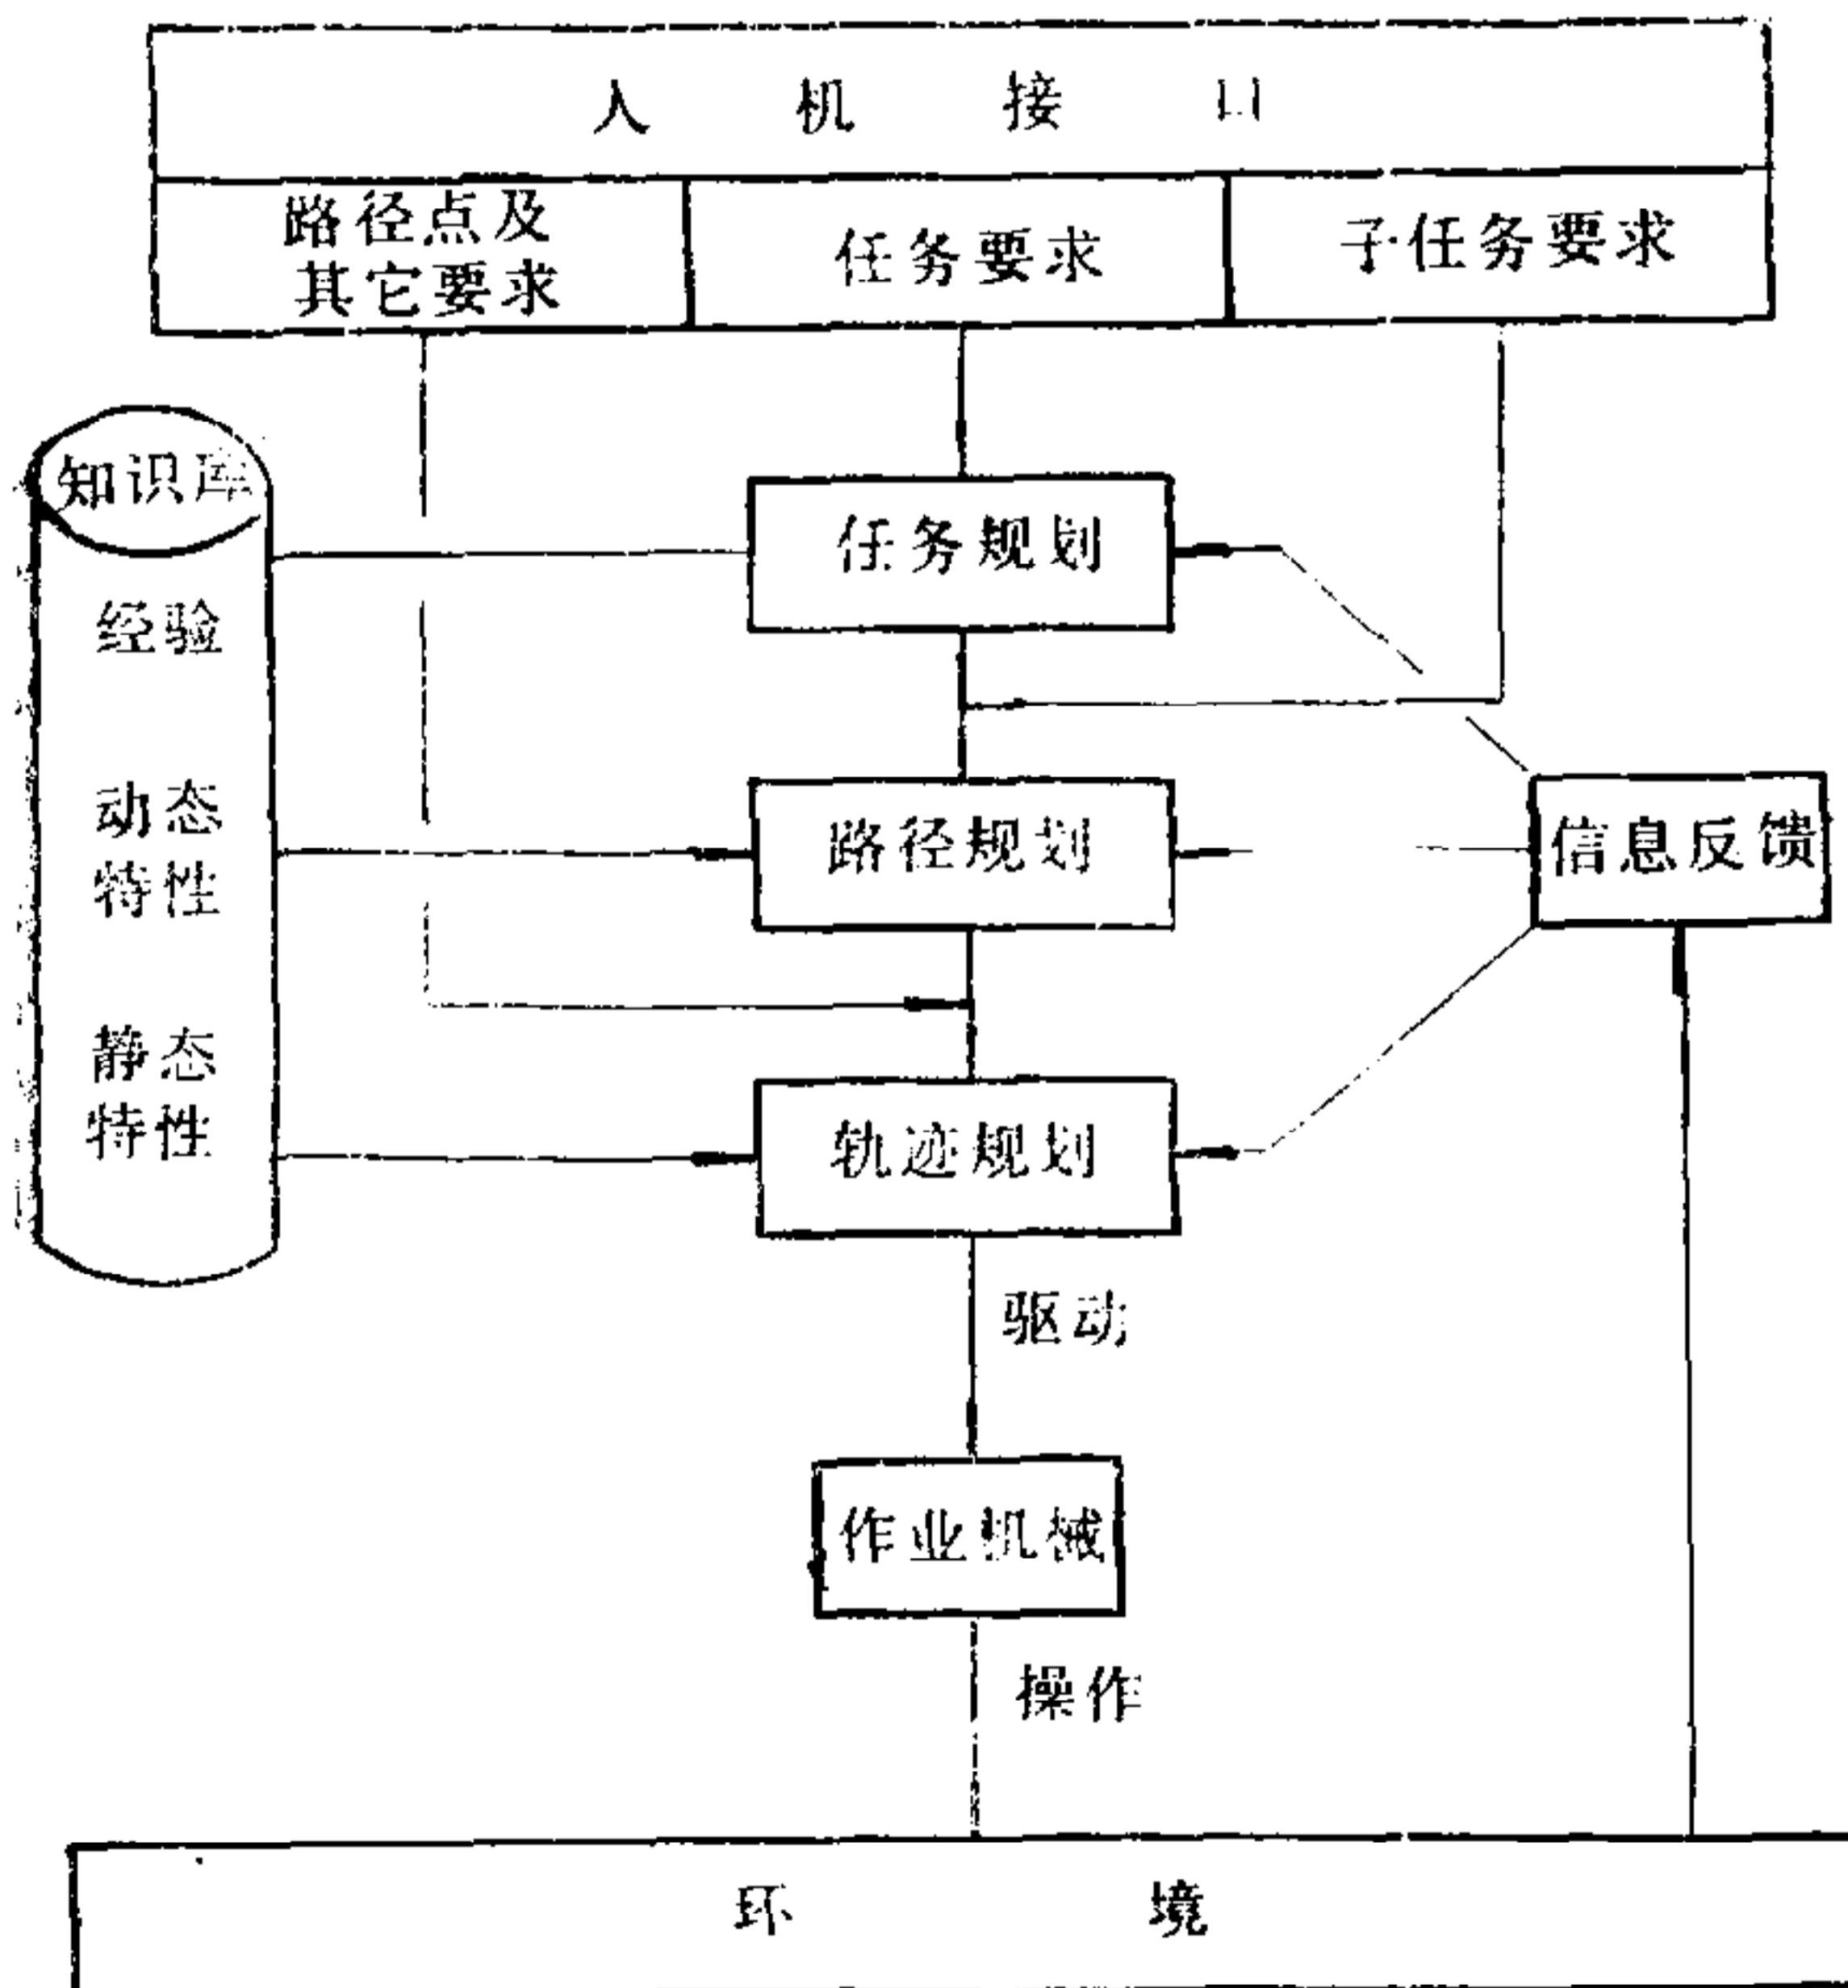 人机接口
路径点及
其它要求
任务要求
子任务要求
知识库
经验
动态
特性
静态
特性
任务规划
路径规划
信息反馈
轨迹规划
驱动
作业机械
操作
环境